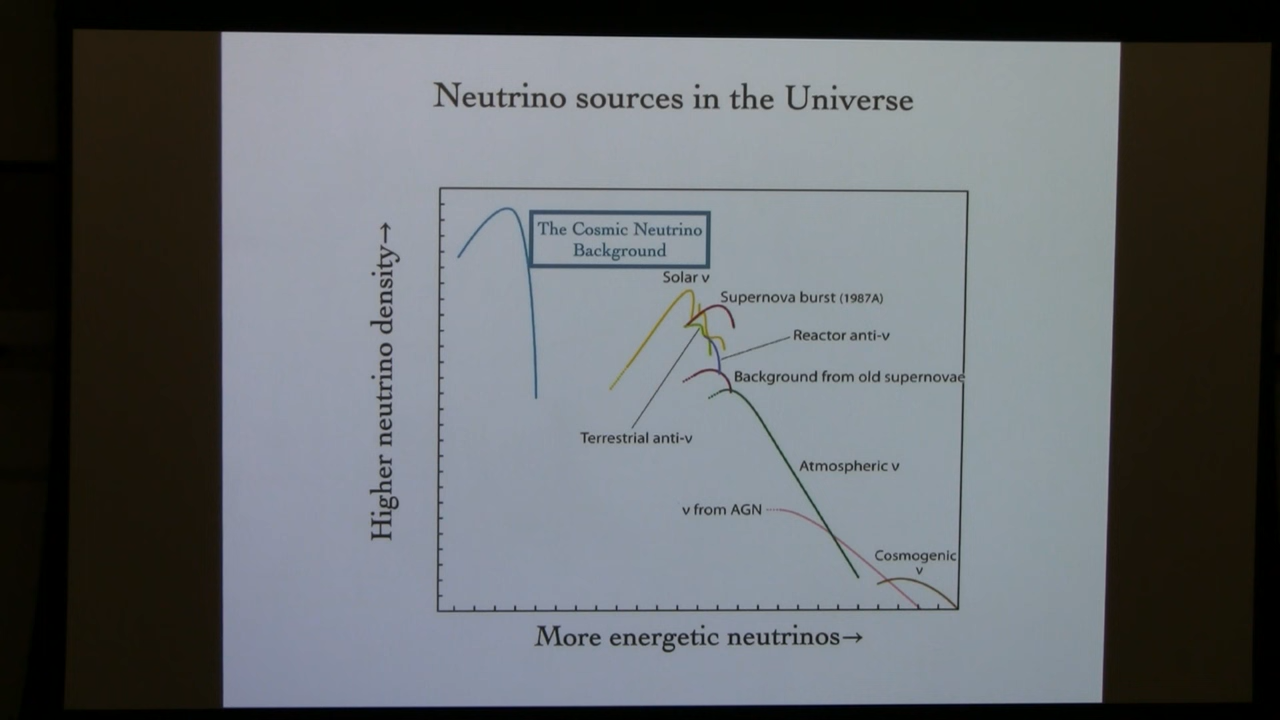 Neutrino sources in the Universe
Higher neutrino density→
The Cosmic Neutrino
Background
Solar ν
Supernova burst (1987A)
Reactor anti-ν
Background from old supernovae
Terrestrial anti-ν
Atmospheric ν
ν from AGN
Cosmogenic
ν
More energetic neutrinos→